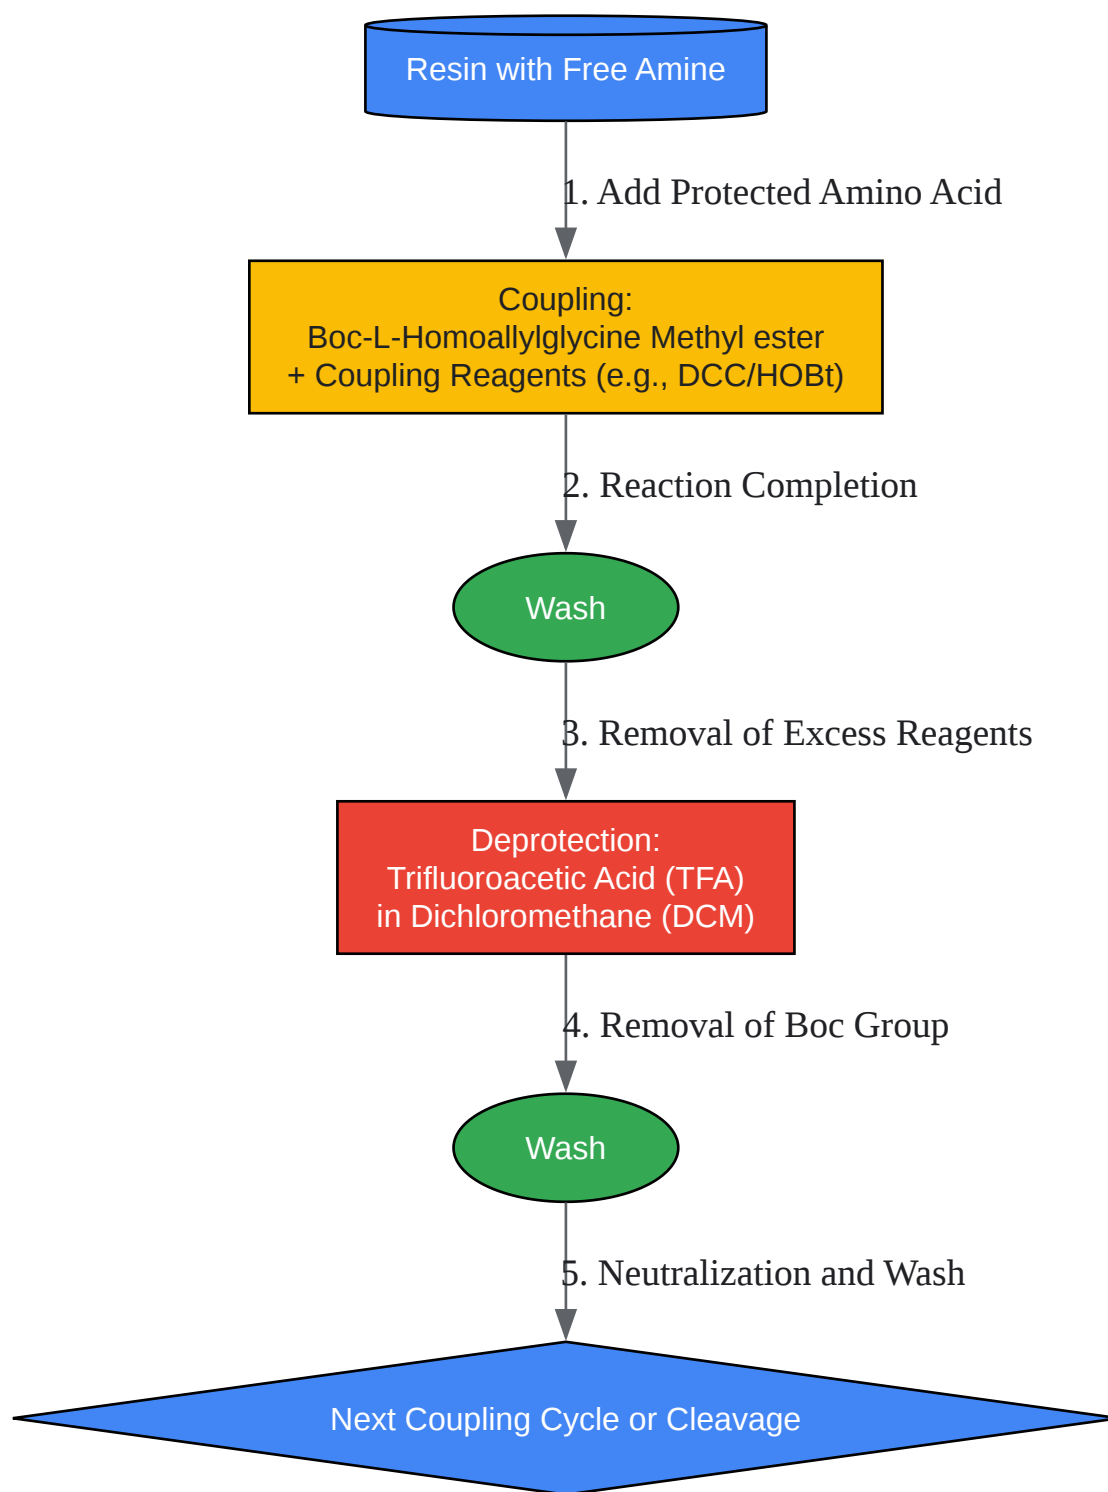 Resin with Free Amine
1. Add Protected Amino Acid
Coupling:
Boc-L-Homoallylglycine Methyl ester
+ Coupling Reagents (e.g., DCC/HOBt)
2. Reaction Completion
Wash
3. Removal of Excess Reagents
Deprotection:
Trifluoroacetic Acid (TFA)
in Dichloromethane (DCM)
4. Removal of Boc Group
Wash
5. Neutralization and Wash
Next Coupling Cycle or Cleavage